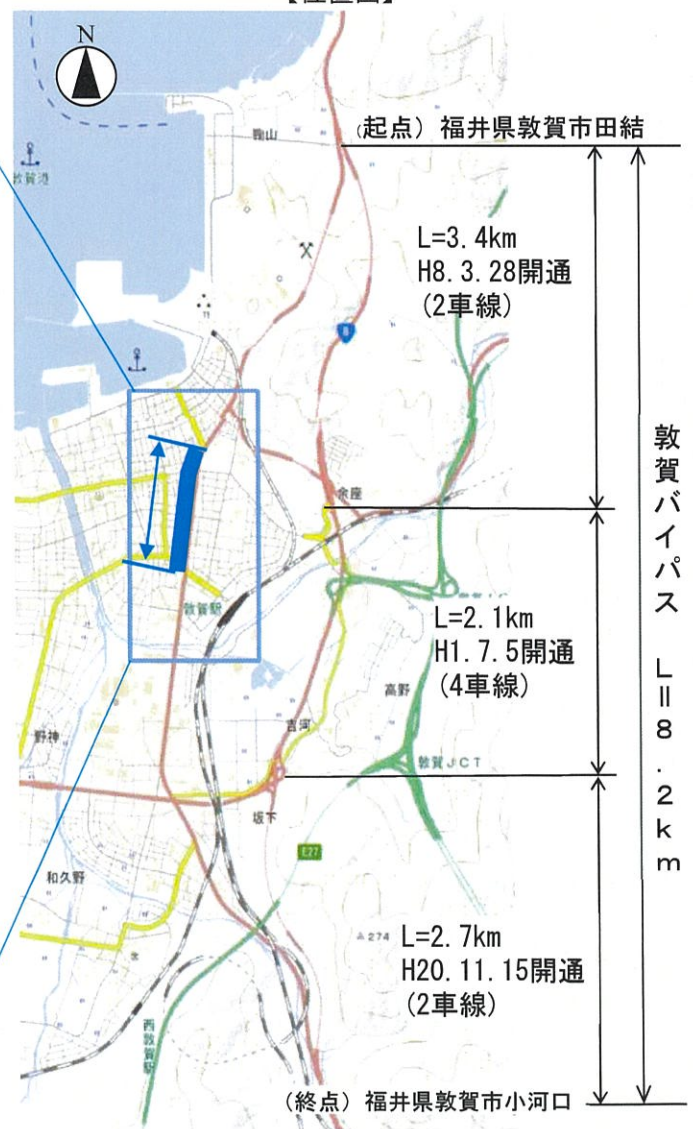 N
(起点) 福井県敦賀市田結
敦賀港
L=3.4km
H8.3.28開通
(2車線)
8
余座
敦賀バイパス L=8.2km
敦賀駅
L=2.1km
H1.7.5開通
(4車線)
高野
吉河
野神
敦賀JCT
坂下
E27
和久野
274
L=2.7km
H20.11.15開通
(2車線)
西敦賀駅
(終点) 福井県敦賀市小河口